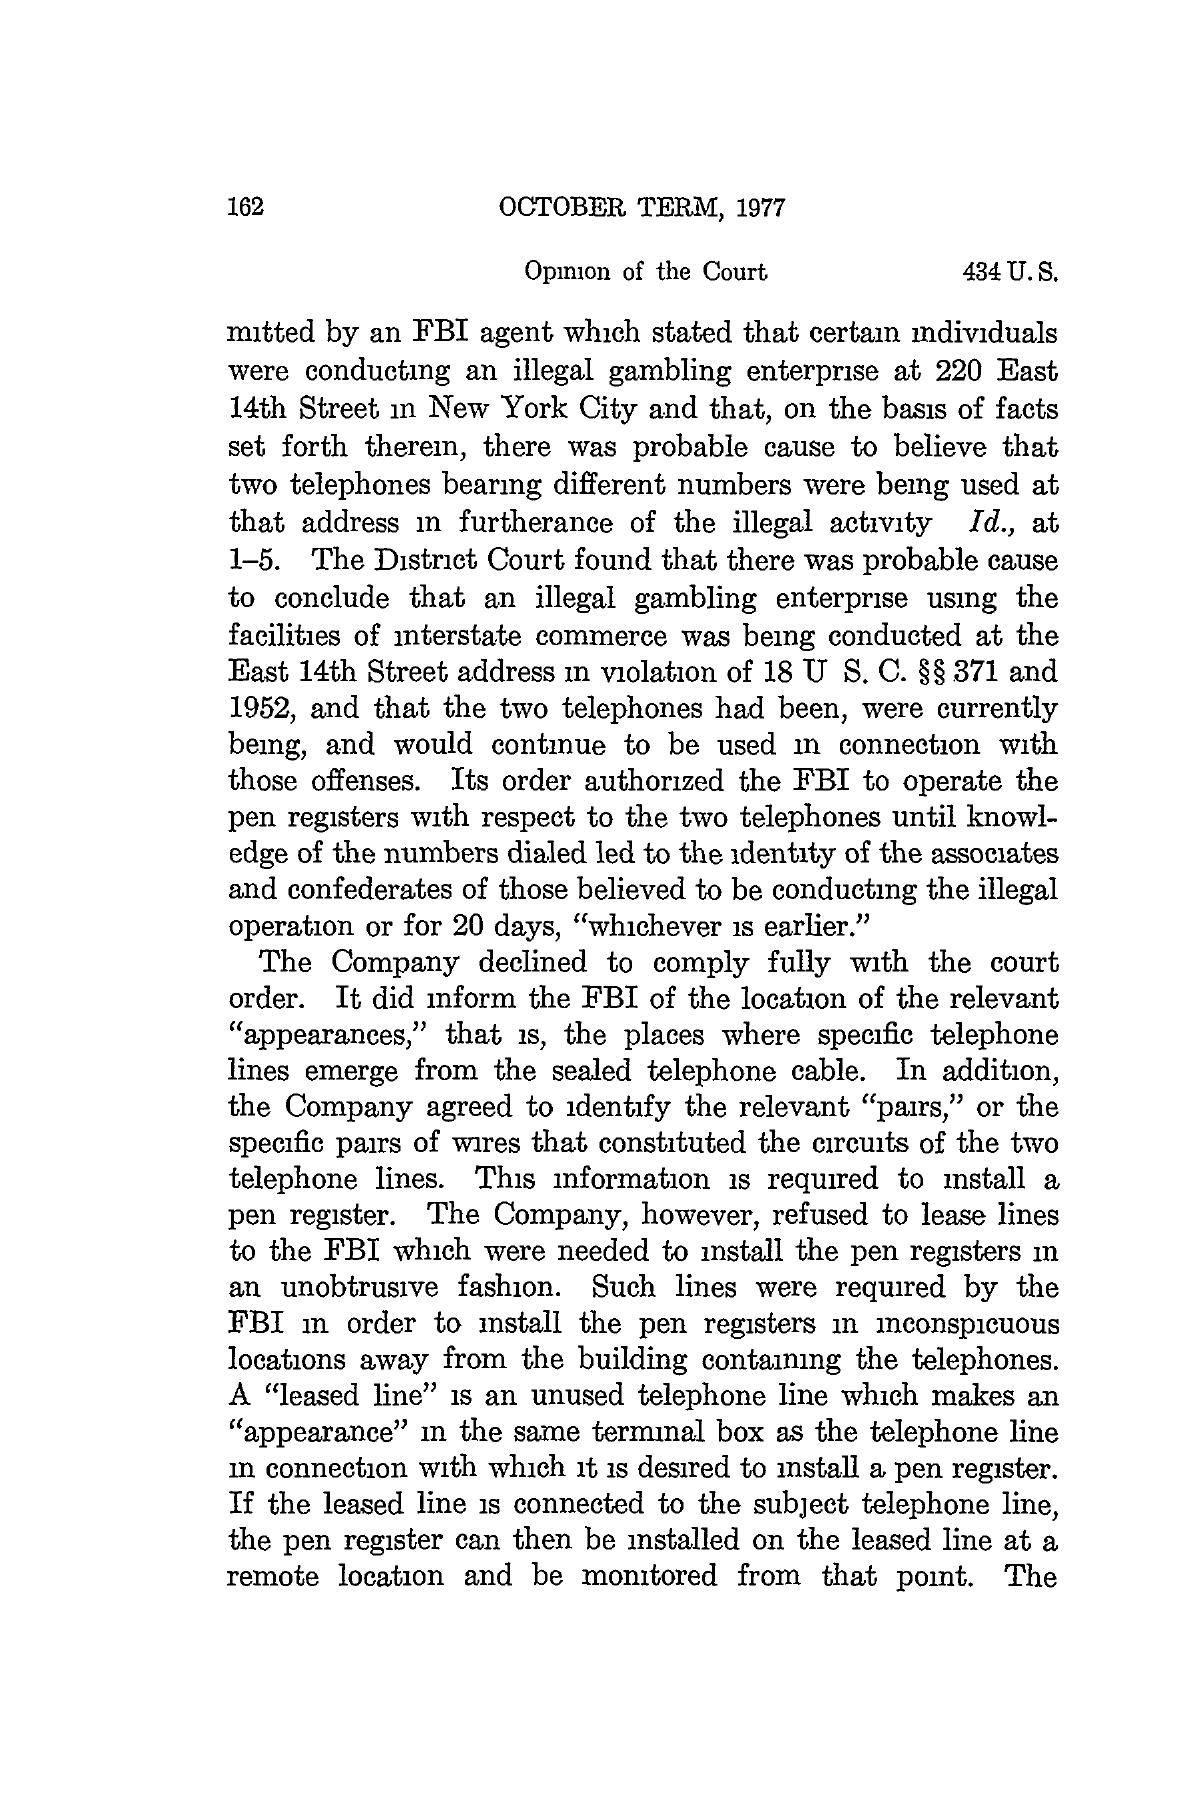 162 OCTOBER TERM, 1977
Opinion of the Court 434 U.S.
mitted by an FBI agent which stated that certain individuals
were conducting an illegal gambling enterprise at 220 East
14th Street in New York City and that, on the basis of facts
set forth therein, there was probable cause to believe that
two telephones bearing different numbers were being used at
that address in furtherance of the illegal activity Id., at
1–5. The District Court found that there was probable cause
to conclude that an illegal gambling enterprise using the
facilities of interstate commerce was being conducted at the
East 14th Street address in violation of 18 U S. C. §§ 371 and
1952, and that the two telephones had been, were currently
being, and would continue to be used in connection with
those offenses. Its order authorized the FBI to operate the
pen registers with respect to the two telephones until knowl-
edge of the numbers dialed led to the identity of the associates
and confederates of those believed to be conducting the illegal
operation or for 20 days, “whichever is earlier.”
The Company declined to comply fully with the court
order. It did inform the FBI of the location of the relevant
“appearances,” that is, the places where specific telephone
lines emerge from the sealed telephone cable. In addition,
the Company agreed to identify the relevant “pairs,” or the
specific pairs of wires that constituted the circuits of the two
telephone lines. This information is required to install a
pen register. The Company, however, refused to lease lines
to the FBI which were needed to install the pen registers in
an unobtrusive fashion. Such lines were required by the
FBI in order to install the pen registers in inconspicuous
locations away from the building containing the telephones.
A “leased line” is an unused telephone line which makes an
“appearance” in the same terminal box as the telephone line
in connection with which it is desired to install a pen register.
If the leased line is connected to the subject telephone line,
the pen register can then be installed on the leased line at a
remote location and be monitored from that point. The